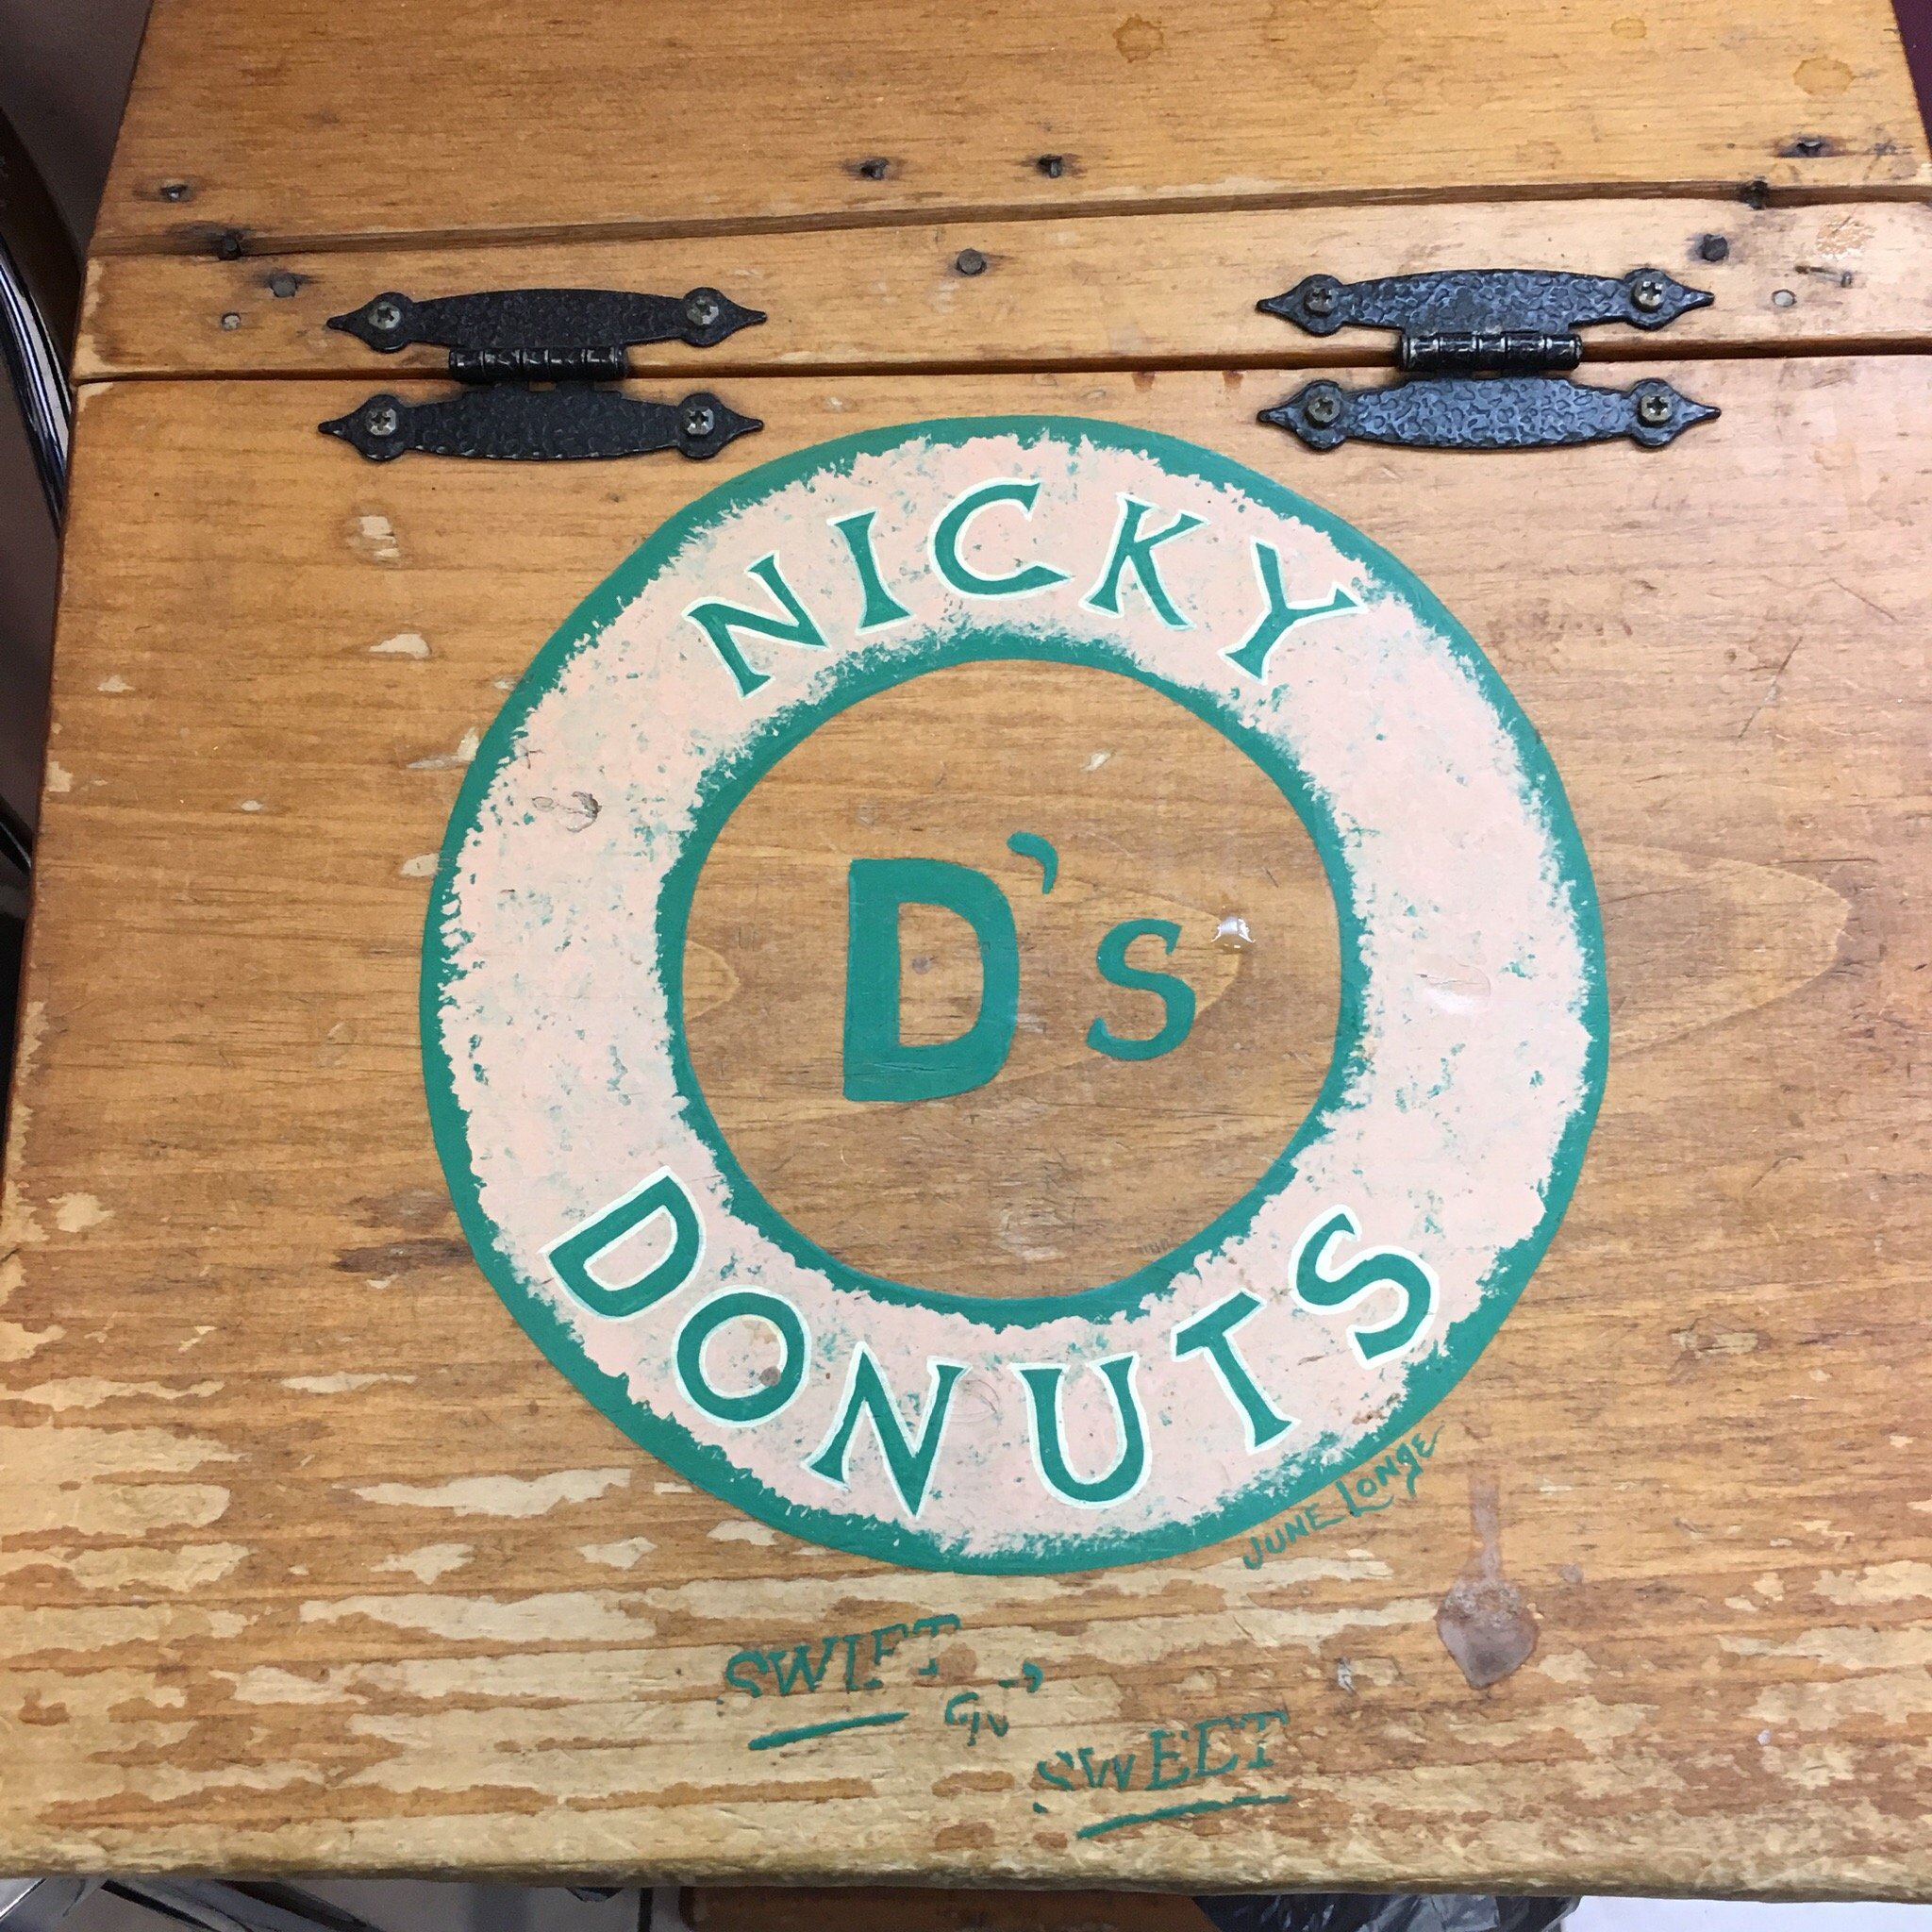 NICKY
D's
DONUTS
JUNE LONGE
SWIFT
SWEET